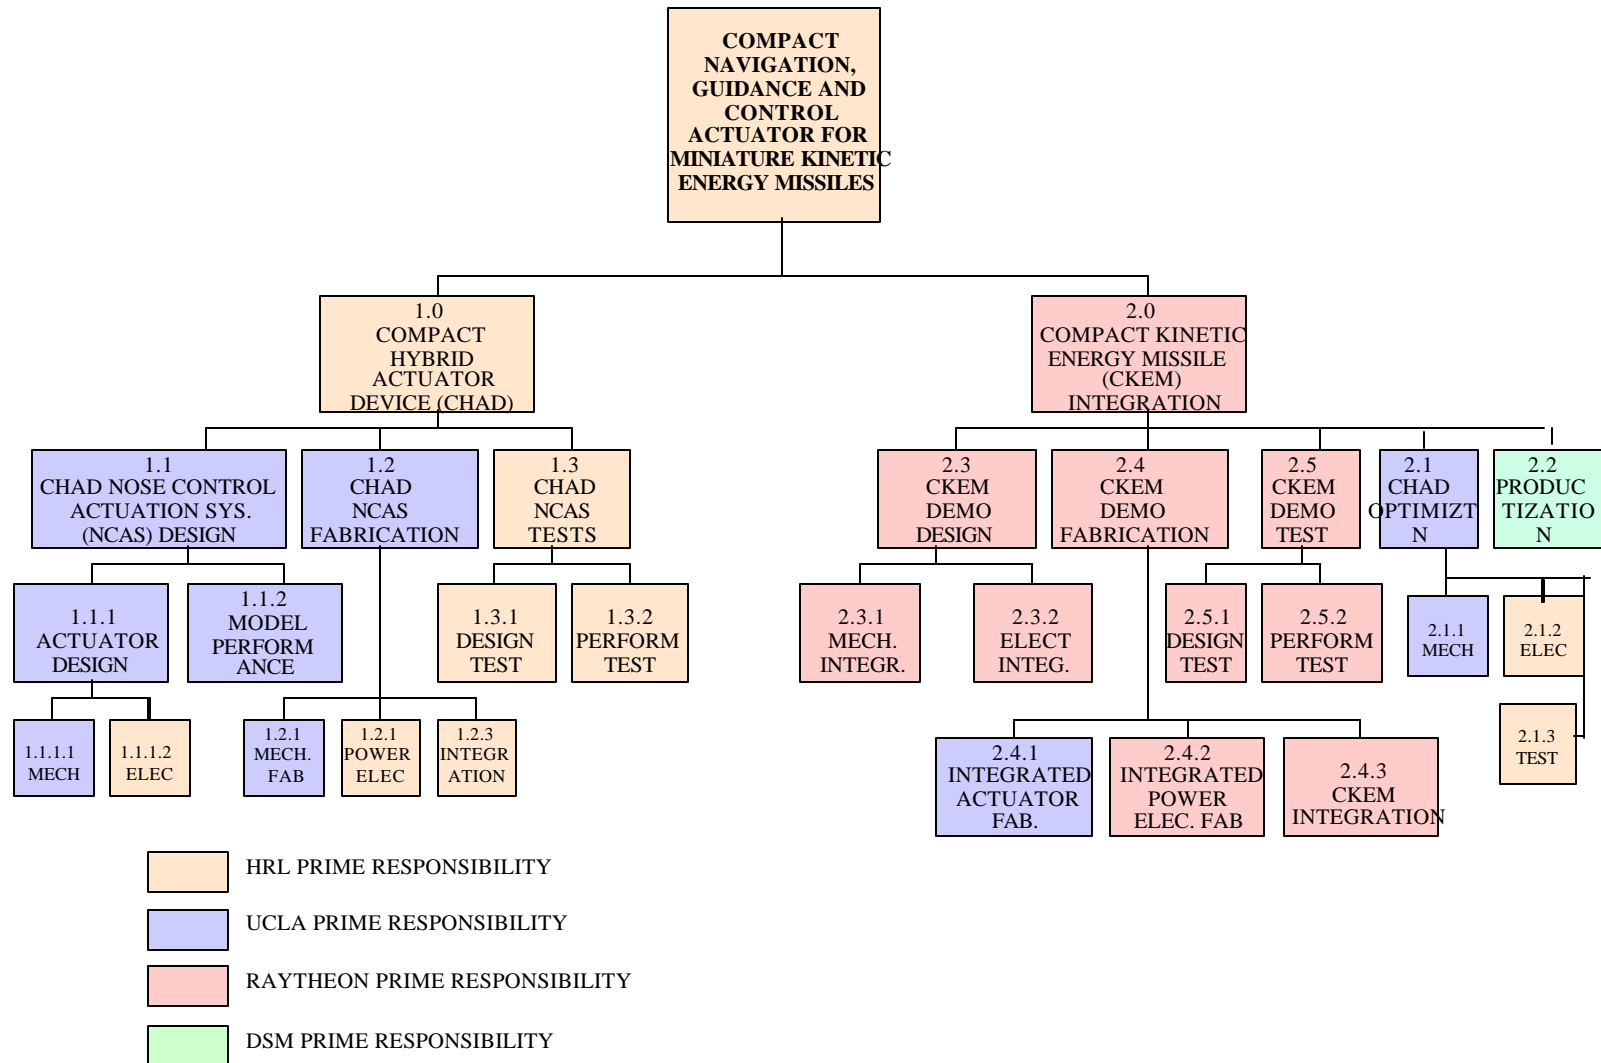 COMPACT
NAVIGATION,
GUIDANCE AND
CONTROL
ACTUATOR FOR
MINIATURE KINETIC
ENERGY MISSILES
1.0
COMPACT
HYBRID
ACTUATOR
DEVICE (CHAD)
2.0
COMPACT KINETIC
ENERGY MISSILE
(CKEM)
INTEGRATION
1.1
CHAD NOSE CONTROL
ACTUATION SYS.
(NCAS) DESIGN
1.2
CHAD
NCAS
FABRICATION
1.3
CHAD
NCAS
TESTS
2.3
CKEM
DEMO
DESIGN
2.4
CKEM
DEMO
FABRICATION
2.5
CKEM
DEMO
TEST
2.1
CHAD
OPTIMIZT
N
2.2
PRODUC
TIZATIO
N
1.1.1
ACTUATOR
DESIGN
1.1.2
MODEL
PERFORM
ANCE
1.3.1
DESIGN
TEST
1.3.2
PERFORM
TEST
2.3.1
MECH.
INTEGR.
2.3.2
ELECT
INTEG.
2.5.1
DESIGN
TEST
2.5.2
PERFORM
TEST
2.1.1
MECH
2.1.2
ELEC
1.1.1.1
MECH
1.1.1.2
ELEC
1.2.1
MECH.
FAB
1.2.1
POWER
ELEC
1.2.3
INTEGR
ATION
2.4.1
INTEGRATED
ACTUATOR
FAB.
2.4.2
INTEGRATED
POWER
ELEC. FAB
2.4.3
CKEM
INTEGRATION
2.1.3
TEST
HRL PRIME RESPONSIBILITY
UCLA PRIME RESPONSIBILITY
RAYTHEON PRIME RESPONSIBILITY
DSM PRIME RESPONSIBILITY